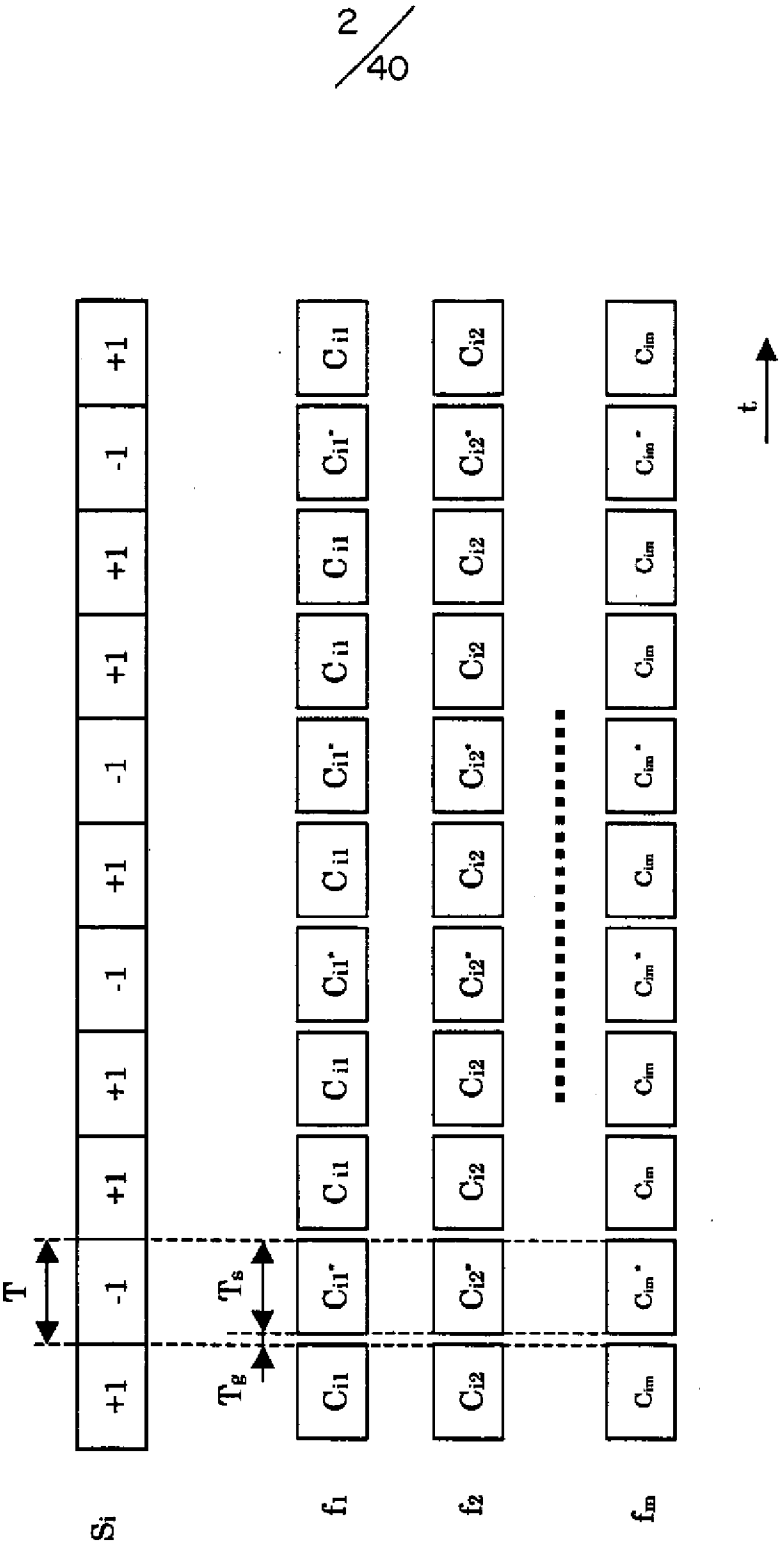 2/40
T
Si +1 -1 +1 +1 -1 +1 -1 +1 +1 -1 +1
Tg Ts
f1 Ci1 Ci1* Ci1 Ci1 Ci1* Ci1 Ci1* Ci1 Ci1 Ci1* Ci1
f2 Ci2 Ci2* Ci2 Ci2 Ci2* Ci2 Ci2* Ci2 Ci2 Ci2* Ci2
fm Cim Cim* Cim Cim Cim* Cim Cim* Cim Cim Cim* Cim
t